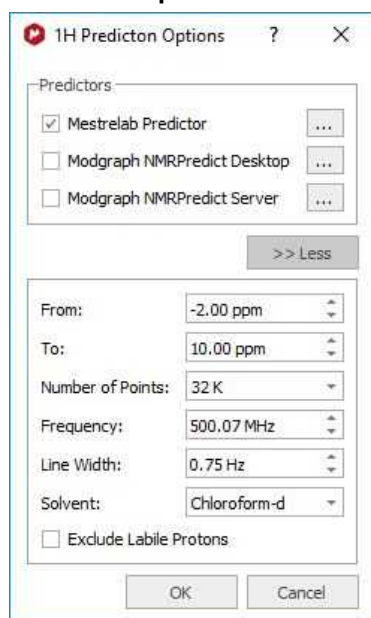 1H Predicton Options ? X
Predictors
Mestrelab Predictor ...
Modgraph NMRPredict Desktop ...
Modgraph NMRPredict Server ...
>> Less
From: -2.00 ppm
To: 10.00 ppm
Number of Points: 32 K
Frequency: 500.07 MHz
Line Width: 0.75 Hz
Solvent: Chloroform-d
Exclude Labile Protons
OK Cancel